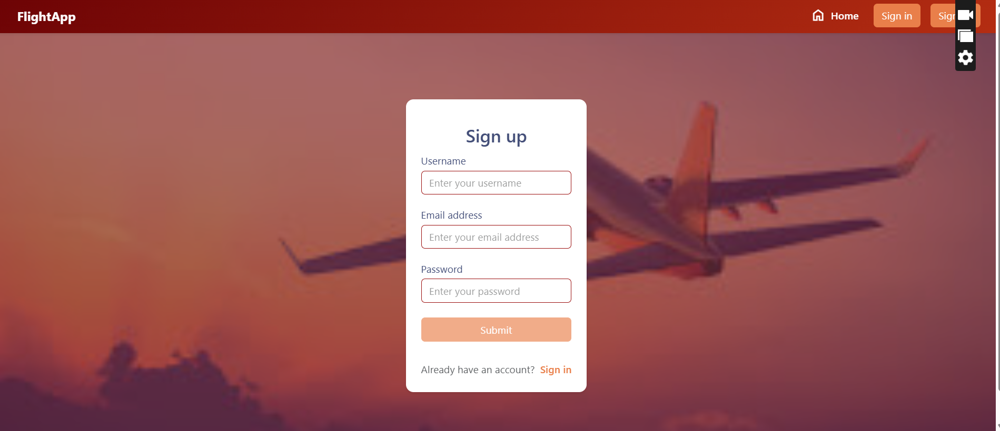 FlightApp
Home
Sign in
Sign up
Username
Enter your username
Email address
Enter your email address
Password
Enter your password
Submit
Already have an account? Sign in